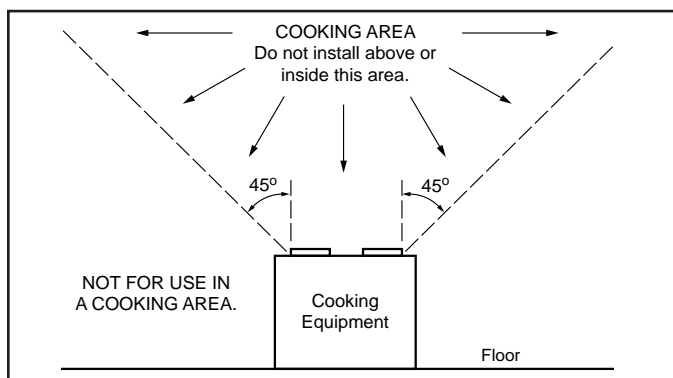 COOKING AREA
Do not install above or
inside this area.
45º
45º
NOT FOR USE IN
A COOKING AREA.
Cooking
Equipment
Floor